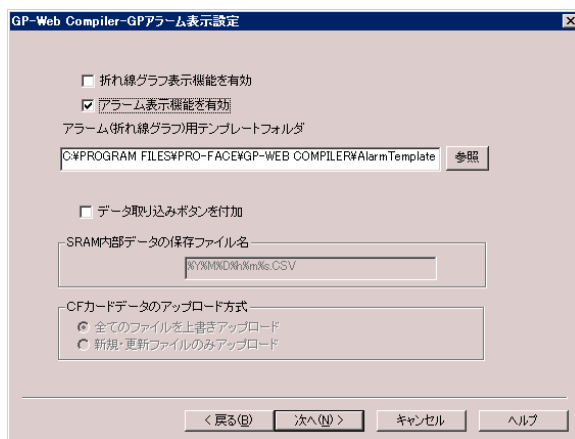 GP-Web Compiler-GPアラーム表示設定
折れ線グラフ表示機能を有効
アラーム表示機能を有効
アラーム(折れ線グラフ)用テンプレートフォルダ
C:¥PROGRAM FILES¥PRO-FACE¥GP-WEB COMPILER¥AlarmTemplate
参照
データ取り込みボタンを付加
SRAM内部データの保存ファイル名
%Y%M%D%h%m%s.CSV
CFカードデータのアップロード方式
全てのファイルを上書きアップロード
新規・更新ファイルのみアップロード
< 戻る(B) 次へ(N) > キャンセル ヘルプ